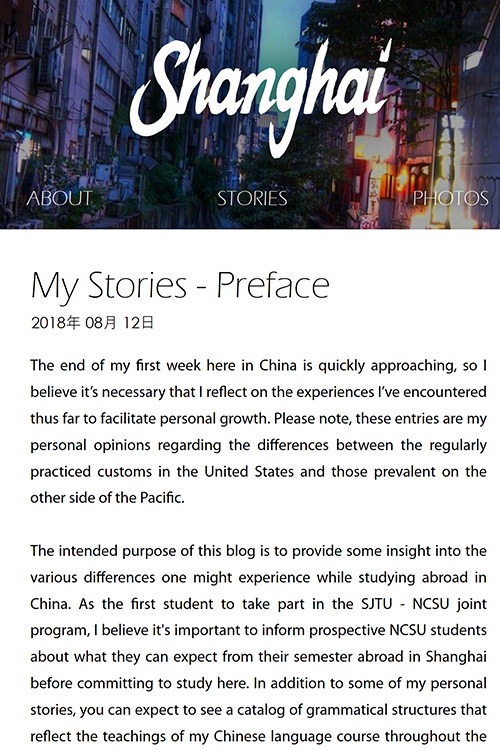 Shanghai
ABOUT STORIES PHOTOS
My Stories - Preface
2018年 08月 12日
The end of my first week here in China is quickly approaching, so I
believe it’s necessary that I reflect on the experiences I’ve encountered
thus far to facilitate personal growth. Please note, these entries are my
personal opinions regarding the differences between the regularly
practiced customs in the United States and those prevalent on the
other side of the Pacific.
The intended purpose of this blog is to provide some insight into the
various differences one might experience while studying abroad in
China. As the first student to take part in the SJTU - NCSU joint
program, I believe it's important to inform prospective NCSU students
about what they can expect from their semester abroad in Shanghai
before committing to study here. In addition to some of my personal
stories, you can expect to see a catalog of grammatical structures that
reflect the teachings of my Chinese language course throughout the